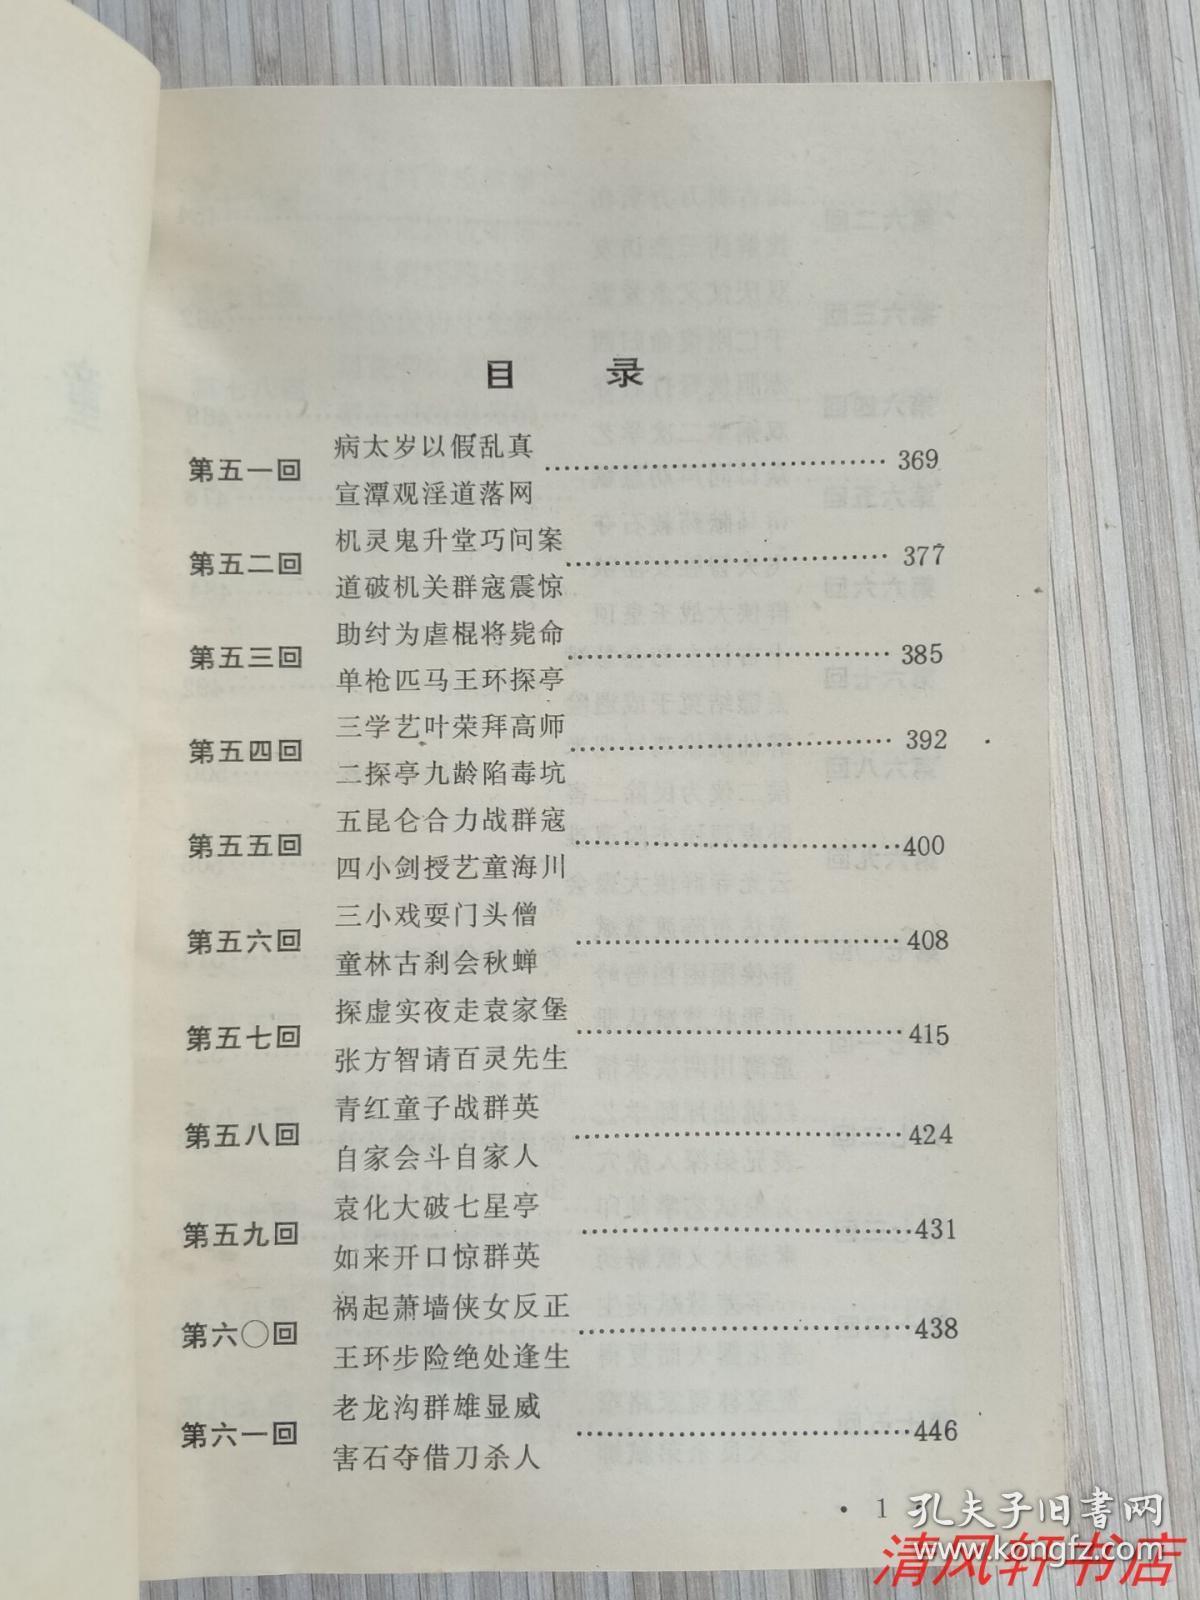 目 录
第五一回 病太岁以假乱真 宣潭观淫道落网 369
第五二回 机灵鬼升堂巧问案 道破机关群寇震惊 377
第五三回 助纣为虐棍将毙命 单枪匹马王环探亭 385
第五四回 三学艺叶荣拜高师 二探亭九龄陷毒坑 392
第五五回 五昆仑合力战群寇 四小剑授艺童海川 400
第五六回 三小戏耍门头僧 童林古刹会秋蝉 408
第五七回 探虚实夜走袁家堡 张方智请百灵先生 415
第五八回 青红童子战群英 自家会斗自家人 424
第五九回 袁化大破七星亭 如来开口惊群英 431
第六〇回 祸起萧墙侠女反正 王环步险绝处逢生 438
第六一回 老龙沟群雄显威 害石夺借刀杀人 446
· 1
孔夫子旧书网
www.kongfz.com
清风轩书店